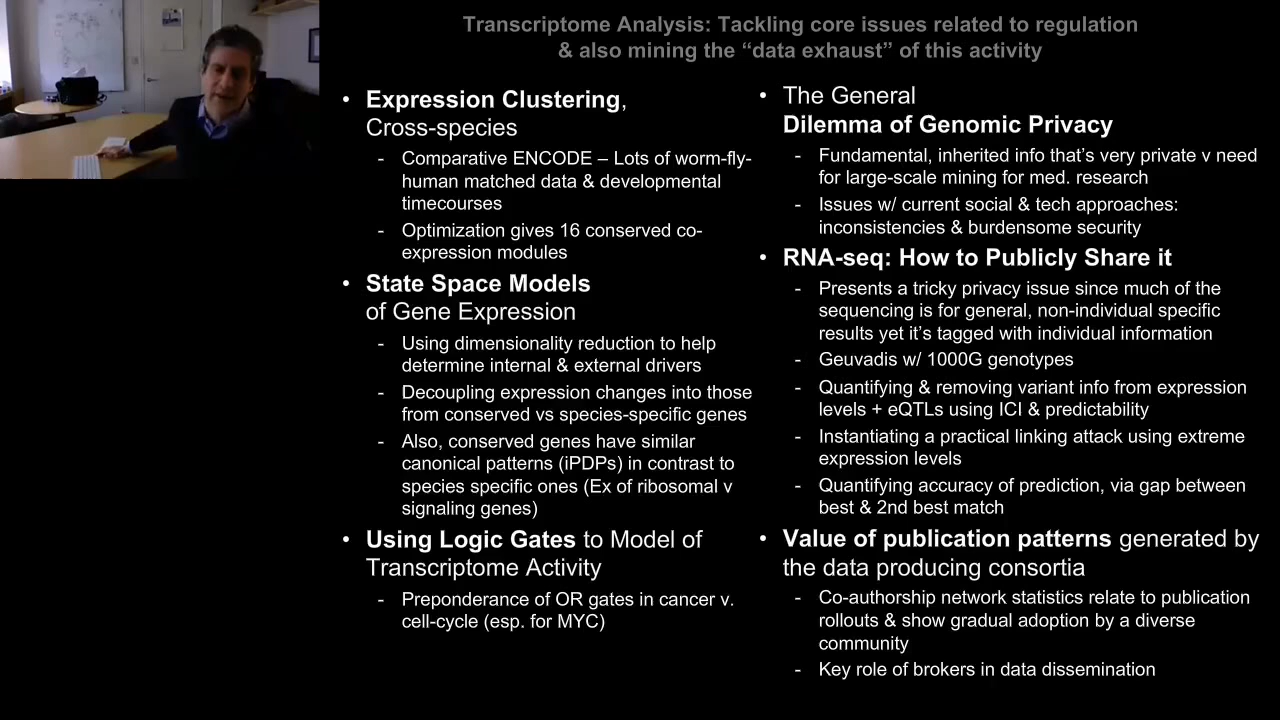 Transcriptome Analysis: Tackling core issues related to regulation
& also mining the “data exhaust” of this activity
• Expression Clustering,
Cross-species
- Comparative ENCODE – Lots of worm-fly-
human matched data & developmental
timecourses
- Optimization gives 16 conserved co-
expression modules
• State Space Models
of Gene Expression
- Using dimensionality reduction to help
determine internal & external drivers
- Decoupling expression changes into those
from conserved vs species-specific genes
- Also, conserved genes have similar
canonical patterns (iPDPs) in contrast to
species specific ones (Ex of ribosomal v
signaling genes)
• Using Logic Gates to Model of
Transcriptome Activity
- Preponderance of OR gates in cancer v.
cell-cycle (esp. for MYC)
• The General
Dilemma of Genomic Privacy
- Fundamental, inherited info that’s very private v need
for large-scale mining for med. research
- Issues w/ current social & tech approaches:
inconsistencies & burdensome security
• RNA-seq: How to Publicly Share it
- Presents a tricky privacy issue since much of the
sequencing is for general, non-individual specific
results yet it’s tagged with individual information
- Geuvadis w/ 1000G genotypes
- Quantifying & removing variant info from expression
levels + eQTLs using ICI & predictability
- Instantiating a practical linking attack using extreme
expression levels
- Quantifying accuracy of prediction, via gap between
best & 2nd best match
• Value of publication patterns generated by
the data producing consortia
- Co-authorship network statistics relate to publication
rollouts & show gradual adoption by a diverse
community
- Key role of brokers in data dissemination